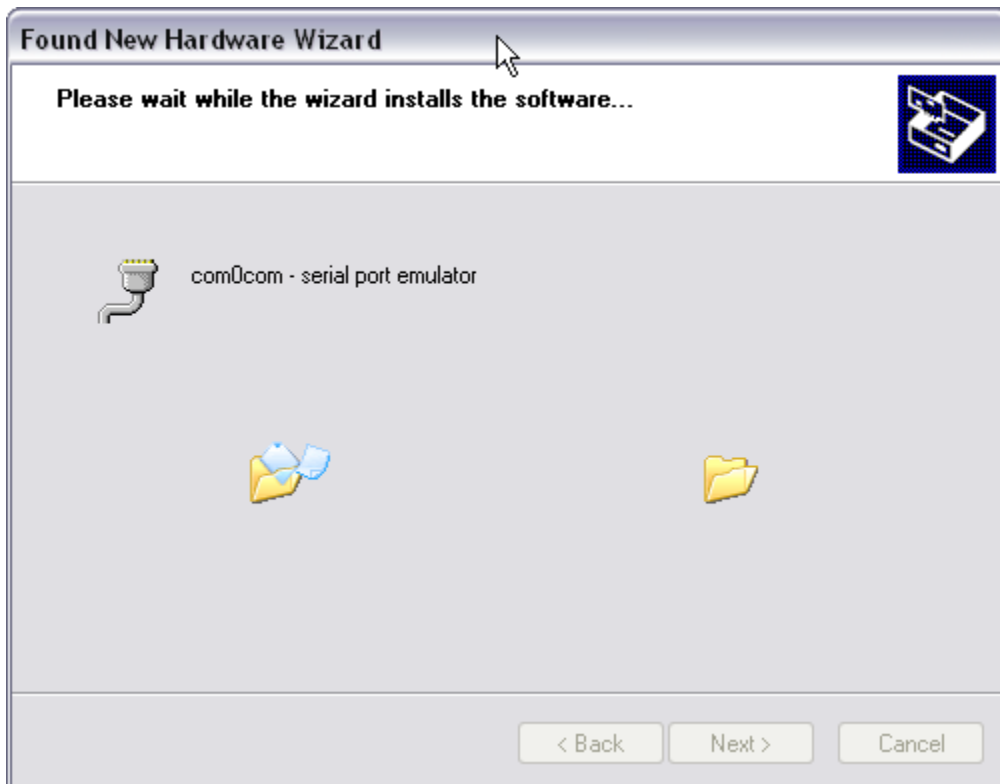 Found New Hardware Wizard
Please wait while the wizard installs the software...
com0com - serial port emulator
< Back Next > Cancel